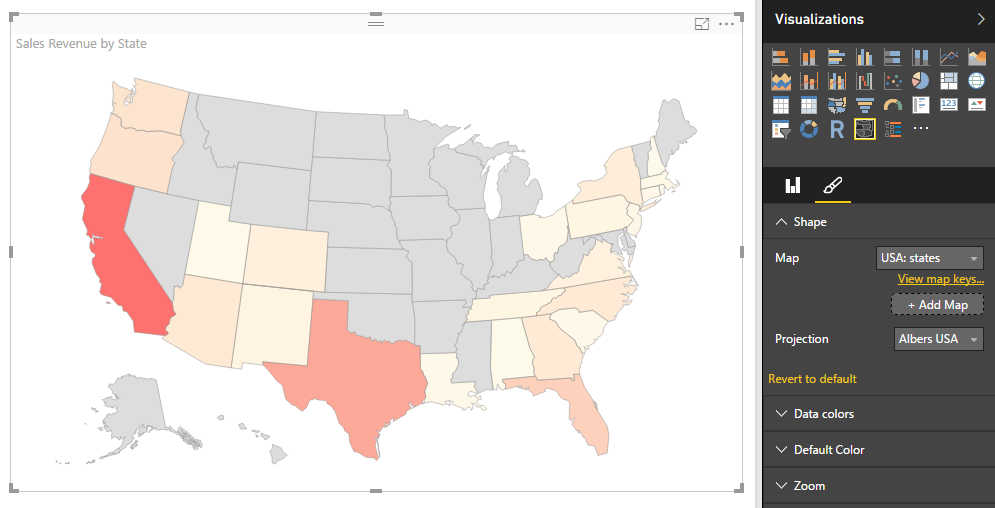 Sales Revenue by State
Visualizations
123
R
Shape
Map
USA: states
View map keys...
+ Add Map
Projection
Albers USA
Revert to default
Data colors
Default Color
Zoom